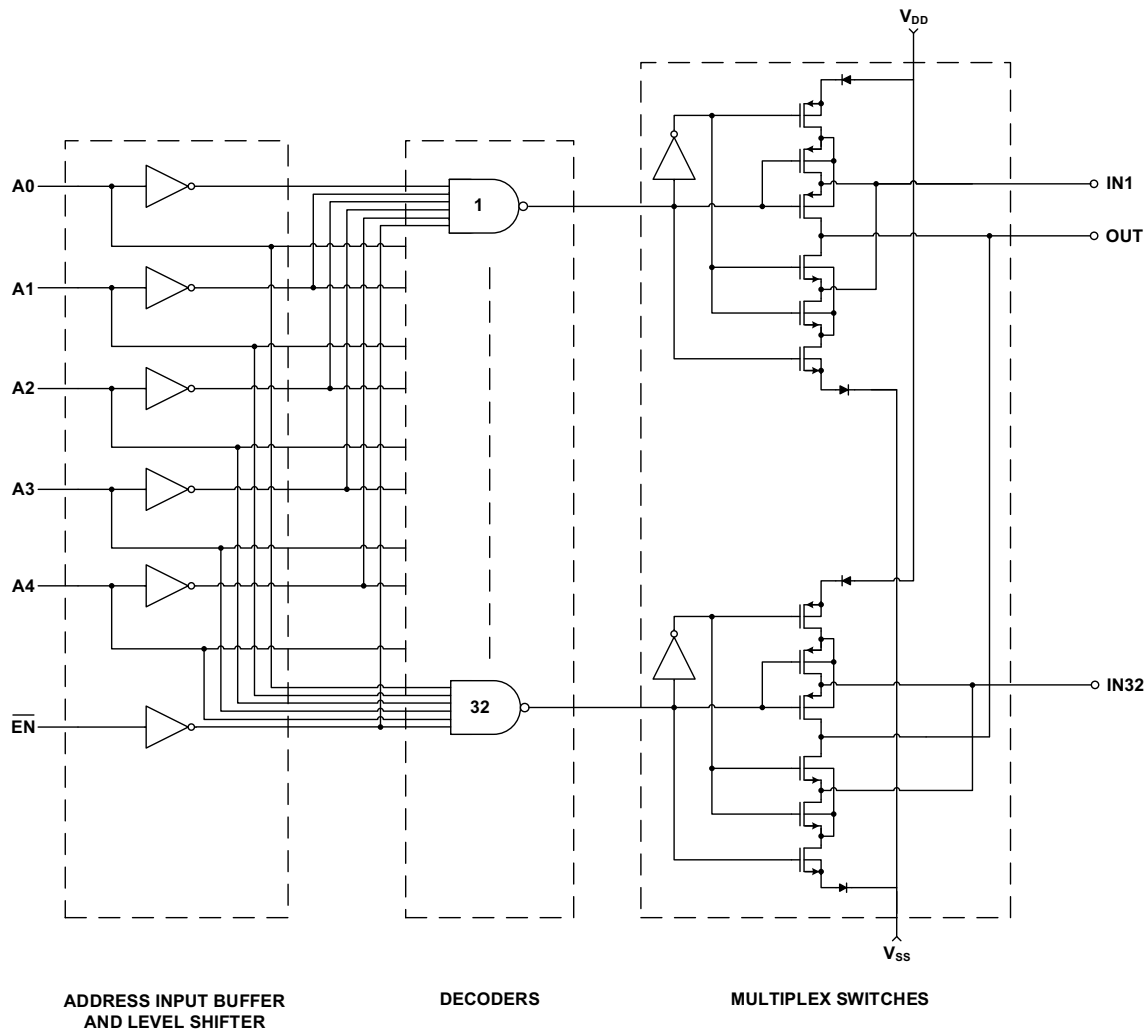 V_DD
A0
1
IN1
OUT
A1
A2
A3
A4
IN32
32
EN
V_SS
ADDRESS INPUT BUFFER
AND LEVEL SHIFTER
DECODERS
MULTIPLEX SWITCHES